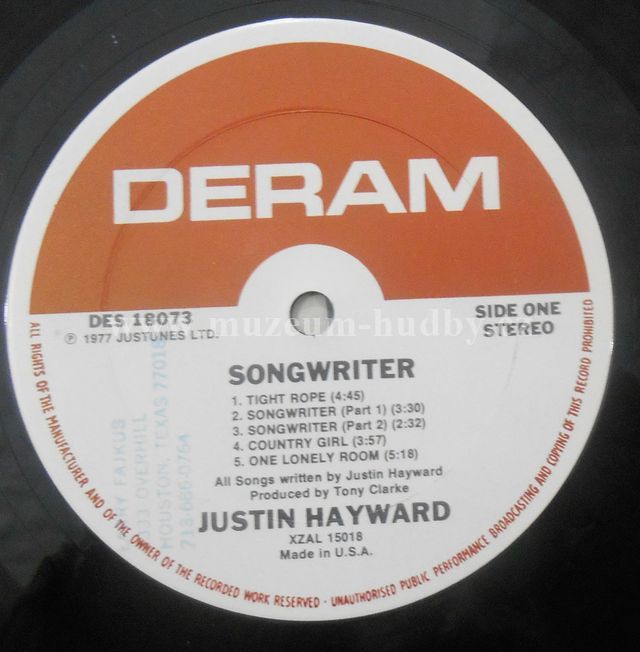 DERAM
DES 18073
℗ 1977 JUSTUNES LTD.
SIDE ONE
STEREO
muzeum-hudby
SONGWRITER
1. TIGHT ROPE (4:45)
2. SONGWRITER (Part 1) (3:30)
3. SONGWRITER (Part 2) (2:32)
4. COUNTRY GIRL (3:57)
5. ONE LONELY ROOM (5:18)
All Songs written by Justin Hayward
Produced by Tony Clarke
JUSTIN HAYWARD
XZAL 15018
Made in U.S.A.
ALL RIGHTS OF THE MANUFACTURER AND OF THE OWNER OF THE RECORDED WORK RESERVED · UNAUTHORISED PUBLIC PERFORMANCE BROADCASTING AND COPYING OF THIS RECORD PROHIBITED
FAJKUS
OVERHILL
HOUSTON, TEXAS 77018
713-686-0764